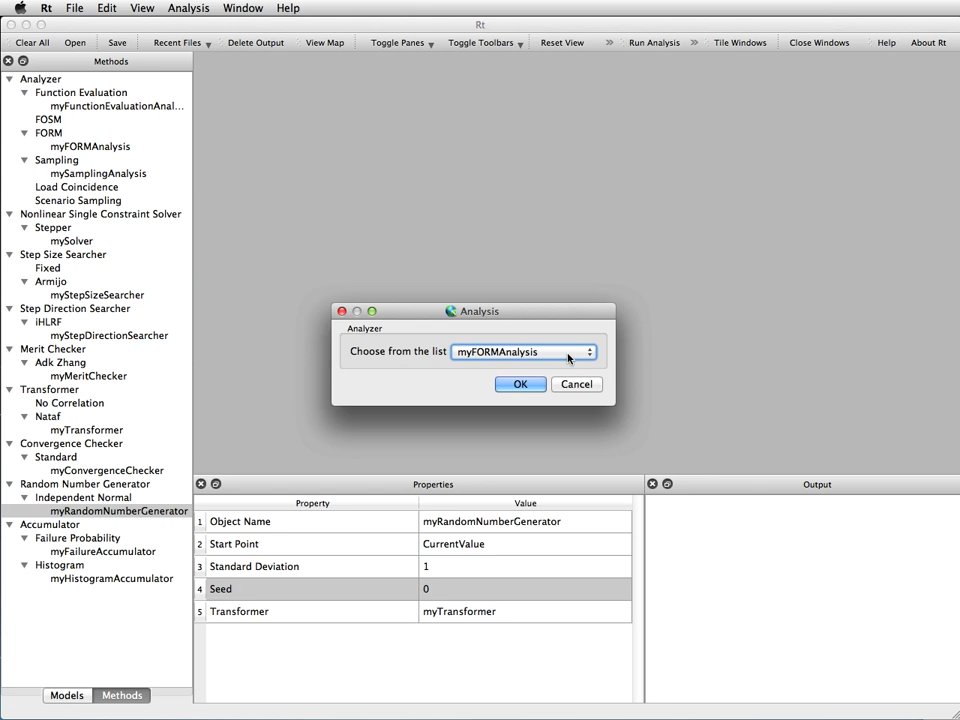 Rt File Edit View Analysis Window Help
Rt
Clear All Open Save Recent Files Delete Output View Map Toggle Panes Toggle Toolbars Reset View » Run Analysis » Tile Windows Close Windows Help About Rt
Methods
Analyzer
Function Evaluation
myFunctionEvaluationAnal...
FOSM
FORM
myFORMAnalysis
Sampling
mySamplingAnalysis
Load Coincidence
Scenario Sampling
Nonlinear Single Constraint Solver
Stepper
mySolver
Step Size Searcher
Fixed
Armijo
myStepSizeSearcher
Step Direction Searcher
iHLRF
myStepDirectionSearcher
Merit Checker
Adk Zhang
myMeritChecker
Transformer
No Correlation
Nataf
myTransformer
Convergence Checker
Standard
myConvergenceChecker
Random Number Generator
Independent Normal
myRandomNumberGenerator
Accumulator
Failure Probability
myFailureAccumulator
Histogram
myHistogramAccumulator
Models Methods
Analysis
Analyzer
Choose from the list myFORMAnalysis
OK Cancel
Properties
Property Value
1 Object Name myRandomNumberGenerator
2 Start Point CurrentValue
3 Standard Deviation 1
4 Seed 0
5 Transformer myTransformer
Output